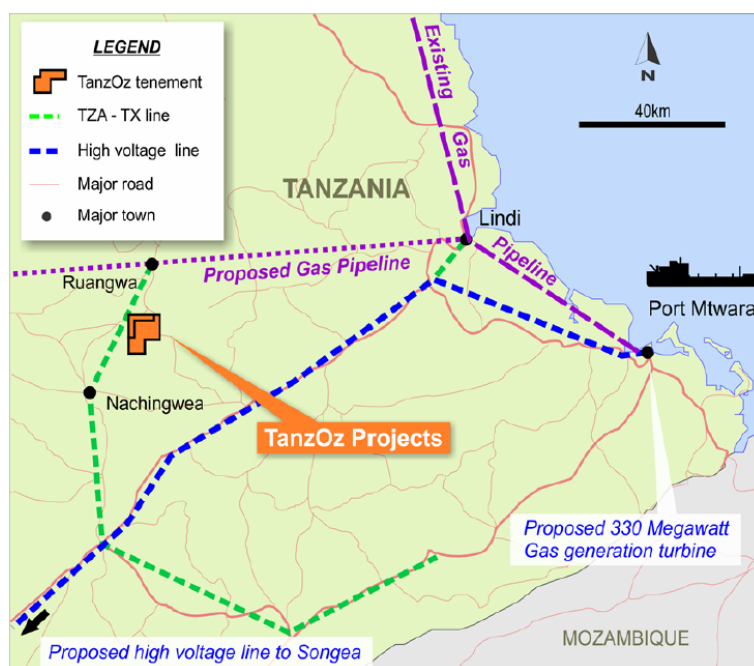 LEGEND
TanzOz tenement
TZA - TX line
High voltage line
Major road
Major town
Existing
Gas
Pipeline
N
40km
TANZANIA
Lindi
Proposed Gas Pipeline
Ruangwa
Port Mtwara
Nachingwea
TanzOz Projects
Proposed 330 Megawatt
Gas generation turbine
Proposed high voltage line to Songea
MOZAMBIQUE